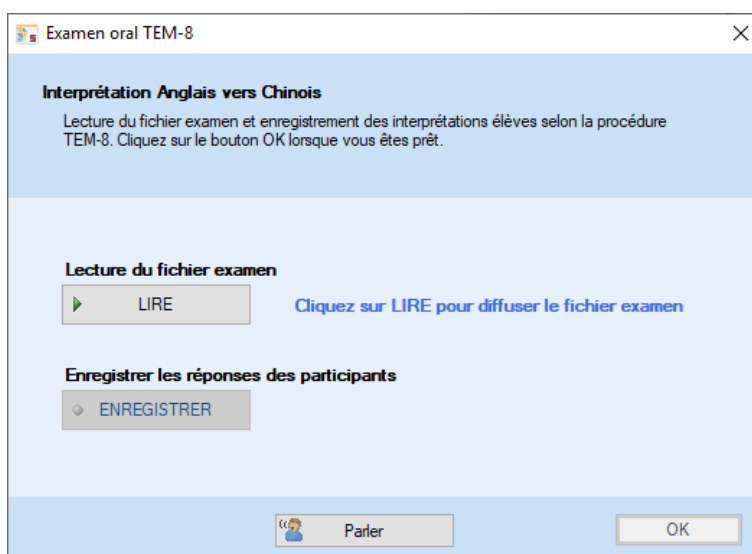 Examen oral TEM-8
Interprétation Anglais vers Chinois
Lecture du fichier examen et enregistrement des interprétations élèves selon la procédure
TEM-8. Cliquez sur le bouton OK lorsque vous êtes prêt.
Lecture du fichier examen
LIRE
Cliquez sur LIRE pour diffuser le fichier examen
Enregistrer les réponses des participants
ENREGISTRER
Parler
OK